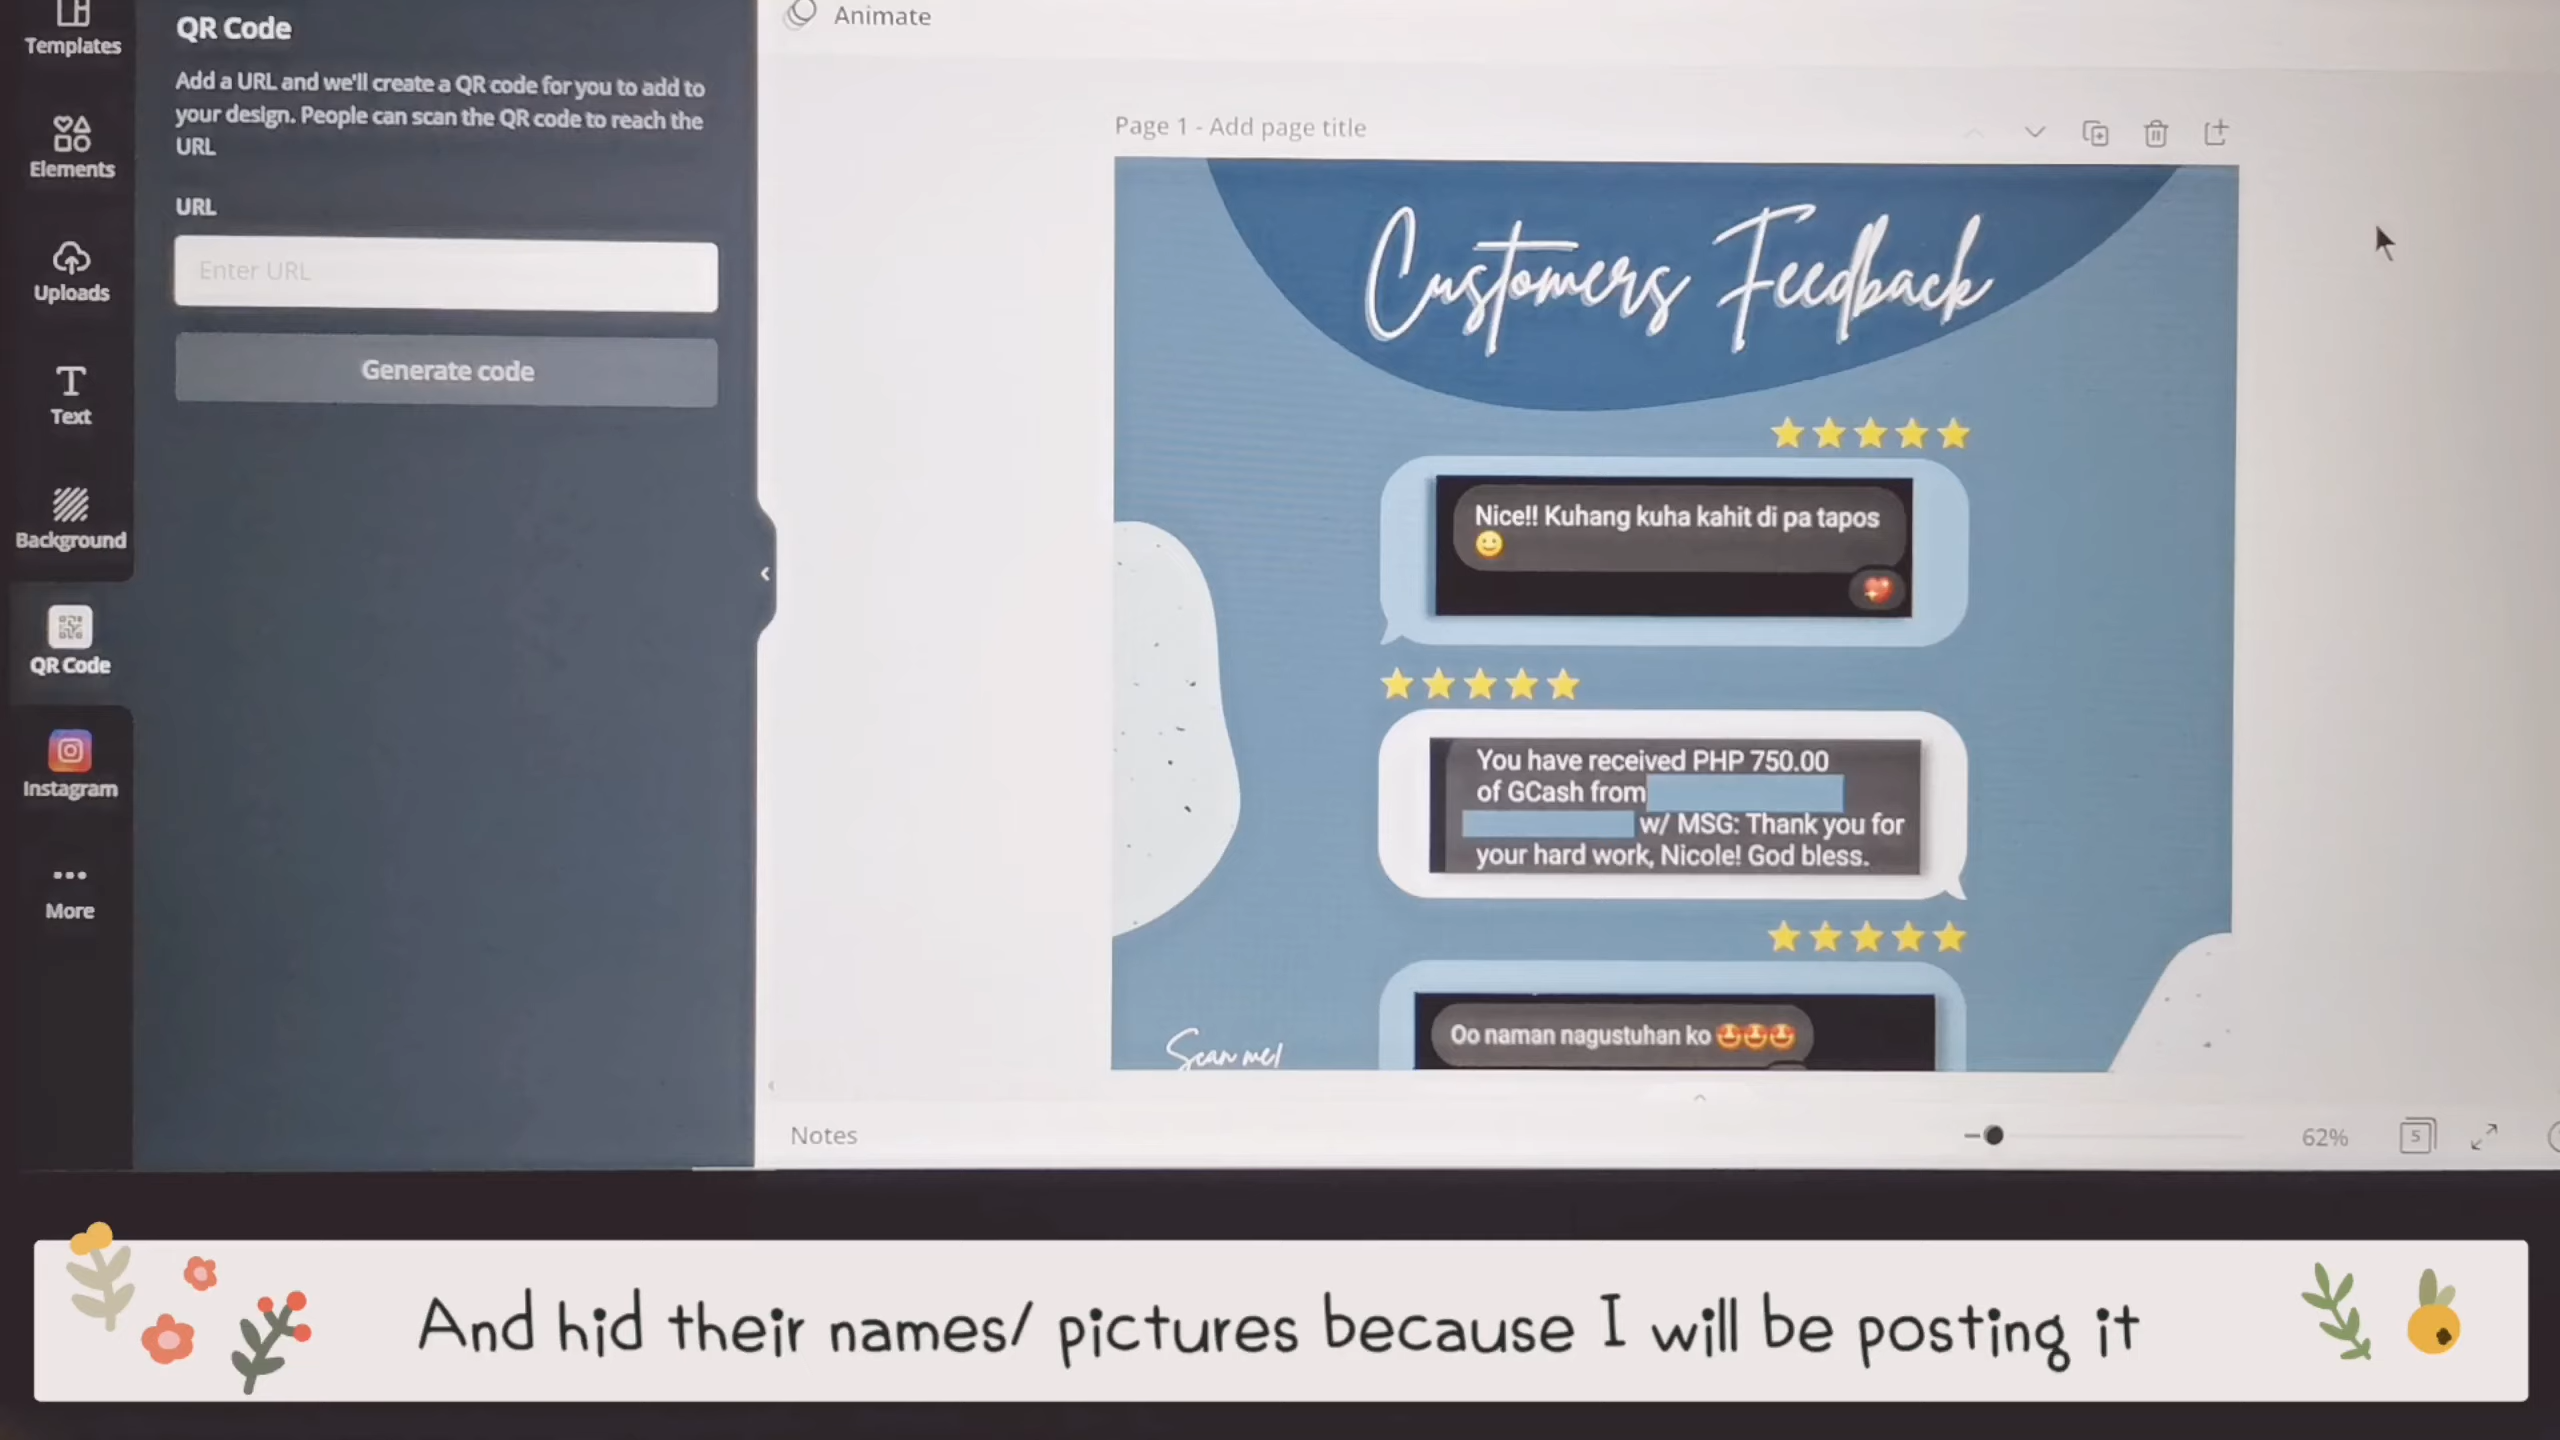 Templates
Elements
Uploads
Text
Background
QR Code
Instagram
More
QR Code
Add a URL and we'll create a QR code for you to add to
your design. People can scan the QR code to reach the
URL
URL
Enter URL
Generate code
Animate
Page 1 - Add page title
Customers Feedback
Nice!! Kuhang kuha kahit di pa tapos
🙂
💖
You have received PHP 750.00
of GCash from
w/ MSG: Thank you for
your hard work, Nicole! God bless.
Oo naman nagustuhan ko 🤩🤩🤩
Scan me!
Notes
62%
5
And hid their names/ pictures because I will be posting it